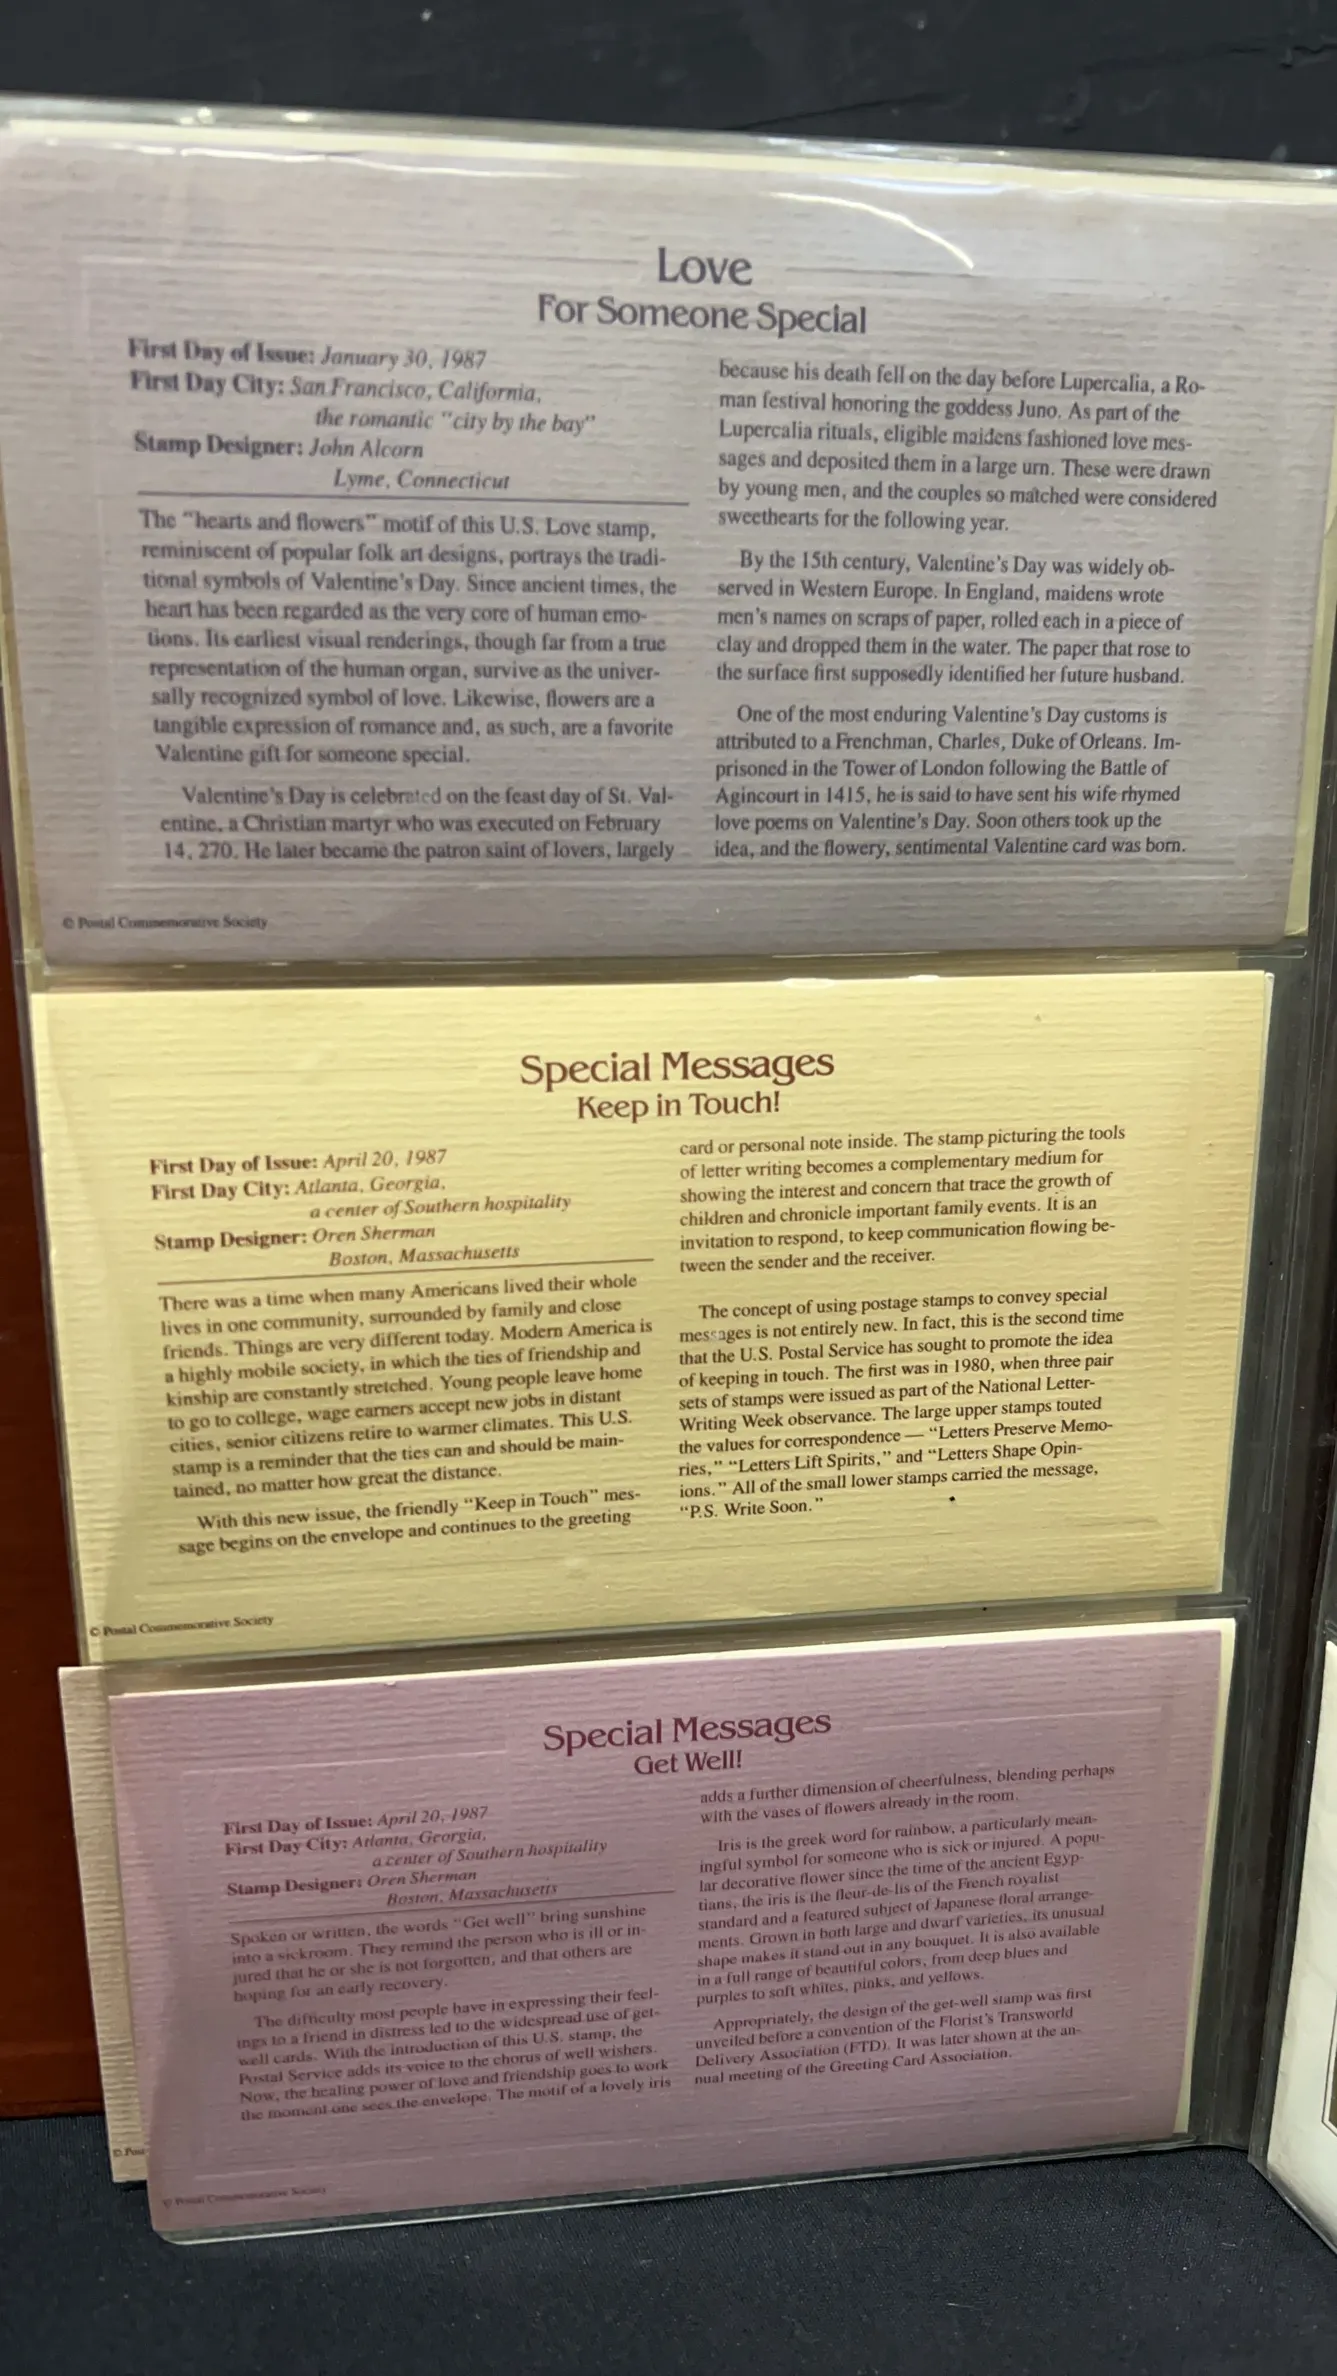 Love
For Someone Special
First Day of Issue: January 30, 1987
First Day City: San Francisco, California,
the romantic "city by the bay"
Stamp Designer: John Alcorn
Lyme, Connecticut
The "hearts and flowers" motif of this U.S. Love stamp,
reminiscent of popular folk art designs, portrays the tradi-
tional symbols of Valentine's Day. Since ancient times, the
heart has been regarded as the very core of human emo-
tions. Its earliest visual renderings, though far from a true
representation of the human organ, survive as the univer-
sally recognized symbol of love. Likewise, flowers are a
tangible expression of romance and, as such, are a favorite
Valentine gift for someone special.
Valentine's Day is celebrated on the feast day of St. Val-
entine, a Christian martyr who was executed on February
14, 270. He later became the patron saint of lovers, largely
because his death fell on the day before Lupercalia, a Ro-
man festival honoring the goddess Juno. As part of the
Lupercalia rituals, eligible maidens fashioned love mes-
sages and deposited them in a large urn. These were drawn
by young men, and the couples so matched were considered
sweethearts for the following year.
By the 15th century, Valentine's Day was widely ob-
served in Western Europe. In England, maidens wrote
men's names on scraps of paper, rolled each in a piece of
clay and dropped them in the water. The paper that rose to
the surface first supposedly identified her future husband.
One of the most enduring Valentine's Day customs is
attributed to a Frenchman, Charles, Duke of Orleans. Im-
prisoned in the Tower of London following the Battle of
Agincourt in 1415, he is said to have sent his wife rhymed
love poems on Valentine's Day. Soon others took up the
idea, and the flowery, sentimental Valentine card was born.
© Postal Commemorative Society
Special Messages
Keep in Touch!
First Day of Issue: April 20, 1987
First Day City: Atlanta, Georgia,
a center of Southern hospitality
Stamp Designer: Oren Sherman
Boston, Massachusetts
There was a time when many Americans lived their whole
lives in one community, surrounded by family and close
friends. Things are very different today. Modern America is
a highly mobile society, in which the ties of friendship and
kinship are constantly stretched. Young people leave home
to go to college, wage earners accept new jobs in distant
cities, senior citizens retire to warmer climates. This U.S.
stamp is a reminder that the ties can and should be main-
tained, no matter how great the distance.
With this new issue, the friendly "Keep in Touch" mes-
sage begins on the envelope and continues to the greeting
card or personal note inside. The stamp picturing the tools
of letter writing becomes a complementary medium for
showing the interest and concern that trace the growth of
children and chronicle important family events. It is an
invitation to respond, to keep communication flowing be-
tween the sender and the receiver.
The concept of using postage stamps to convey special
messages is not entirely new. In fact, this is the second time
that the U.S. Postal Service has sought to promote the idea
of keeping in touch. The first was in 1980, when three pair
sets of stamps were issued as part of the National Letter-
Writing Week observance. The large upper stamps touted
the values for correspondence — "Letters Preserve Memo-
ries," "Letters Lift Spirits," and "Letters Shape Opin-
ions." All of the small lower stamps carried the message,
"P.S. Write Soon."
© Postal Commemorative Society
Special Messages
Get Well!
First Day of Issue: April 20, 1987
First Day City: Atlanta, Georgia,
a center of Southern hospitality
Stamp Designer: Oren Sherman
Boston, Massachusetts
Spoken or written, the words "Get well" bring sunshine
into a sickroom. They remind the person who is ill or in-
jured that he or she is not forgotten, and that others are
hoping for an early recovery.
The difficulty most people have in expressing their feel-
ings to a friend in distress led to the widespread use of get-
well cards. With the introduction of this U.S. stamp, the
Postal Service adds its voice to the chorus of well wishers.
Now, the healing power of love and friendship goes to work
the moment one sees the envelope. The motif of a lovely iris
adds a further dimension of cheerfulness, blending perhaps
with the vases of flowers already in the room.
Iris is the greek word for rainbow, a particularly mean-
ingful symbol for someone who is sick or injured. A popu-
lar decorative flower since the time of the ancient Egyp-
tians, the iris is the fleur-de-lis of the French royalist
standard and a featured subject of Japanese floral arrange-
ments. Grown in both large and dwarf varieties, its unusual
shape makes it stand out in any bouquet. It is also available
in a full range of beautiful colors, from deep blues and
purples to soft whites, pinks, and yellows.
Appropriately, the design of the get-well stamp was first
unveiled before a convention of the Florist's Transworld
Delivery Association (FTD). It was later shown at the an-
nual meeting of the Greeting Card Association.
© Post
© Postal Commemorative Society